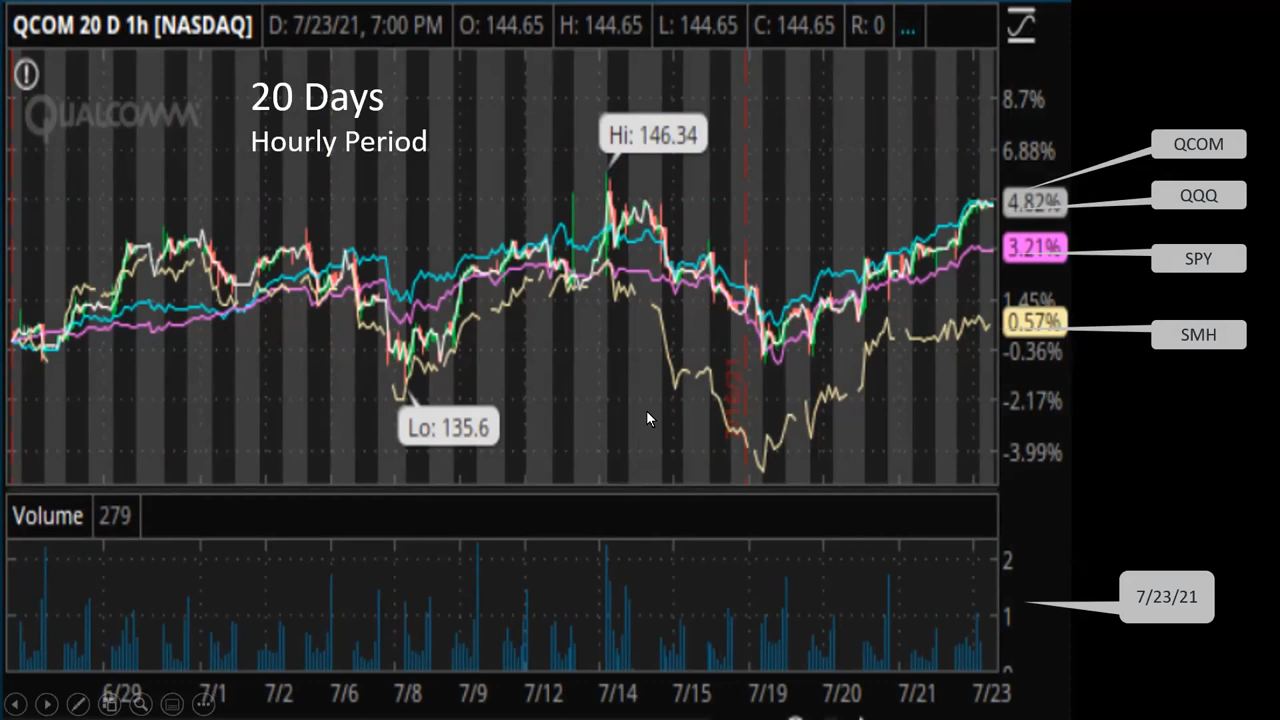 QCOM 20 D 1h [NASDAQ] D: 7/23/21, 7:00 PM O: 144.65 H: 144.65 L: 144.65 C: 144.65 R: 0 ...
QUALCOMM
20 Days
Hourly Period
Hi: 146.34
Lo: 135.6
8.7%
6.88%
4.82%
3.21%
1.45%
0.57%
-0.36%
-2.17%
-3.99%
QCOM
QQQ
SPY
SMH
Volume 279
2
1
0
7/23/21
6/29 7/1 7/2 7/6 7/8 7/9 7/12 7/14 7/15 7/19 7/20 7/21 7/23